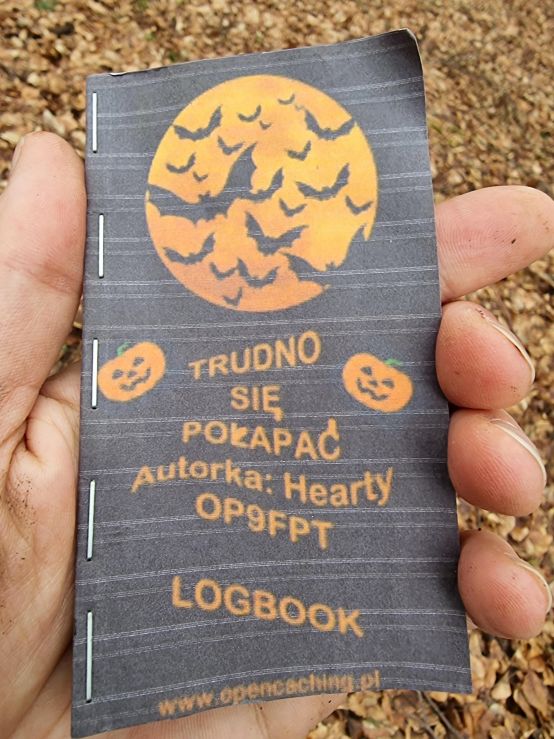 TRUDNO
SIĘ
POŁAPAĆ
Autorka: Hearty
OP9FPT
LOGBOOK
www.opencaching.pl